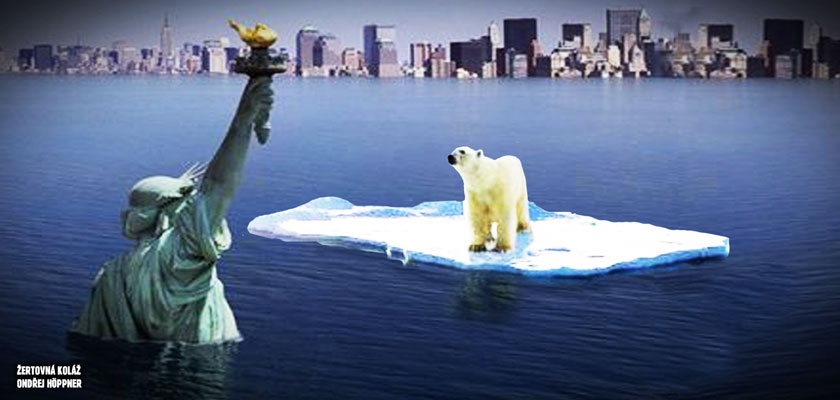 ŽERTOVNÁ KOLÁŽ
ONDŘEJ HÖPPNER